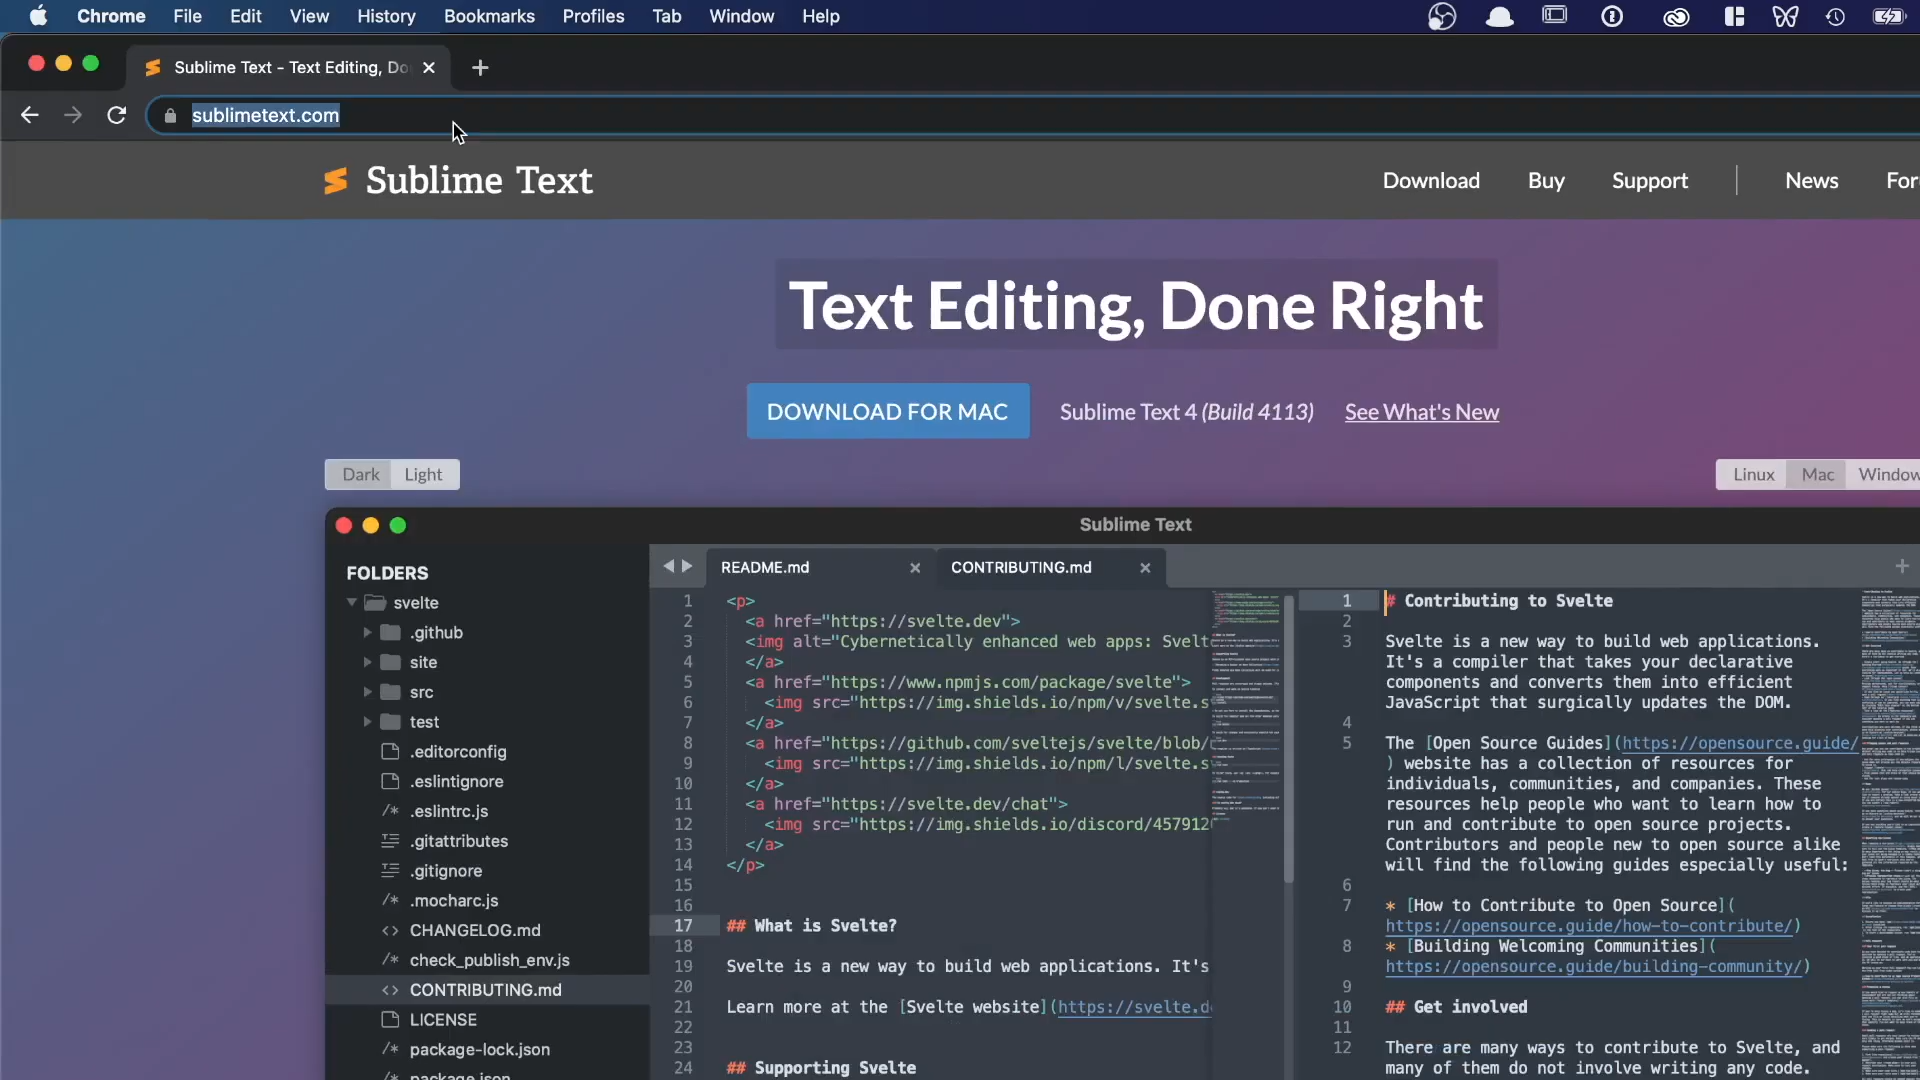 Chrome File Edit View History Bookmarks Profiles Tab Window Help
Sublime Text - Text Editing, Do
sublimetext.com
Sublime Text
Download Buy Support News For
Text Editing, Done Right
DOWNLOAD FOR MAC Sublime Text 4 (Build 4113) See What's New
Dark Light Linux Mac Window
Sublime Text
FOLDERS
svelte
.github
site
src
test
.editorconfig
.eslintignore
/* .eslintrc.js
.gitattributes
.gitignore
/* .mocharc.js
<> CHANGELOG.md
/* check_publish_env.js
<> CONTRIBUTING.md
LICENSE
/* package-lock.json
package.json
README.md CONTRIBUTING.md
1 <p>
2 <a href="https://svelte.dev">
3 <img alt="Cybernetically enhanced web apps: Svelt
4 </a>
5 <a href="https://www.npmjs.com/package/svelte">
6 <img src="https://img.shields.io/npm/v/svelte.s
7 </a>
8 <a href="https://github.com/sveltejs/svelte/blob/
9 <img src="https://img.shields.io/npm/l/svelte.s
10 </a>
11 <a href="https://svelte.dev/chat">
12 <img src="https://img.shields.io/discord/457912
13 </a>
14 </p>
15
16
17 ## What is Svelte?
18
19 Svelte is a new way to build web applications. It's
20
21 Learn more at the [Svelte website](https://svelte.de
22
23
24 ## Supporting Svelte
1 # Contributing to Svelte
2
3 Svelte is a new way to build web applications.
It's a compiler that takes your declarative
components and converts them into efficient
JavaScript that surgically updates the DOM.
4
5 The [Open Source Guides](https://opensource.guide/
) website has a collection of resources for
individuals, communities, and companies. These
resources help people who want to learn how to
run and contribute to open source projects.
Contributors and people new to open source alike
will find the following guides especially useful:
6
7 * [How to Contribute to Open Source](
https://opensource.guide/how-to-contribute/)
8 * [Building Welcoming Communities](
https://opensource.guide/building-community/)
9
10 ## Get involved
11
12 There are many ways to contribute to Svelte, and
many of them do not involve writing any code.